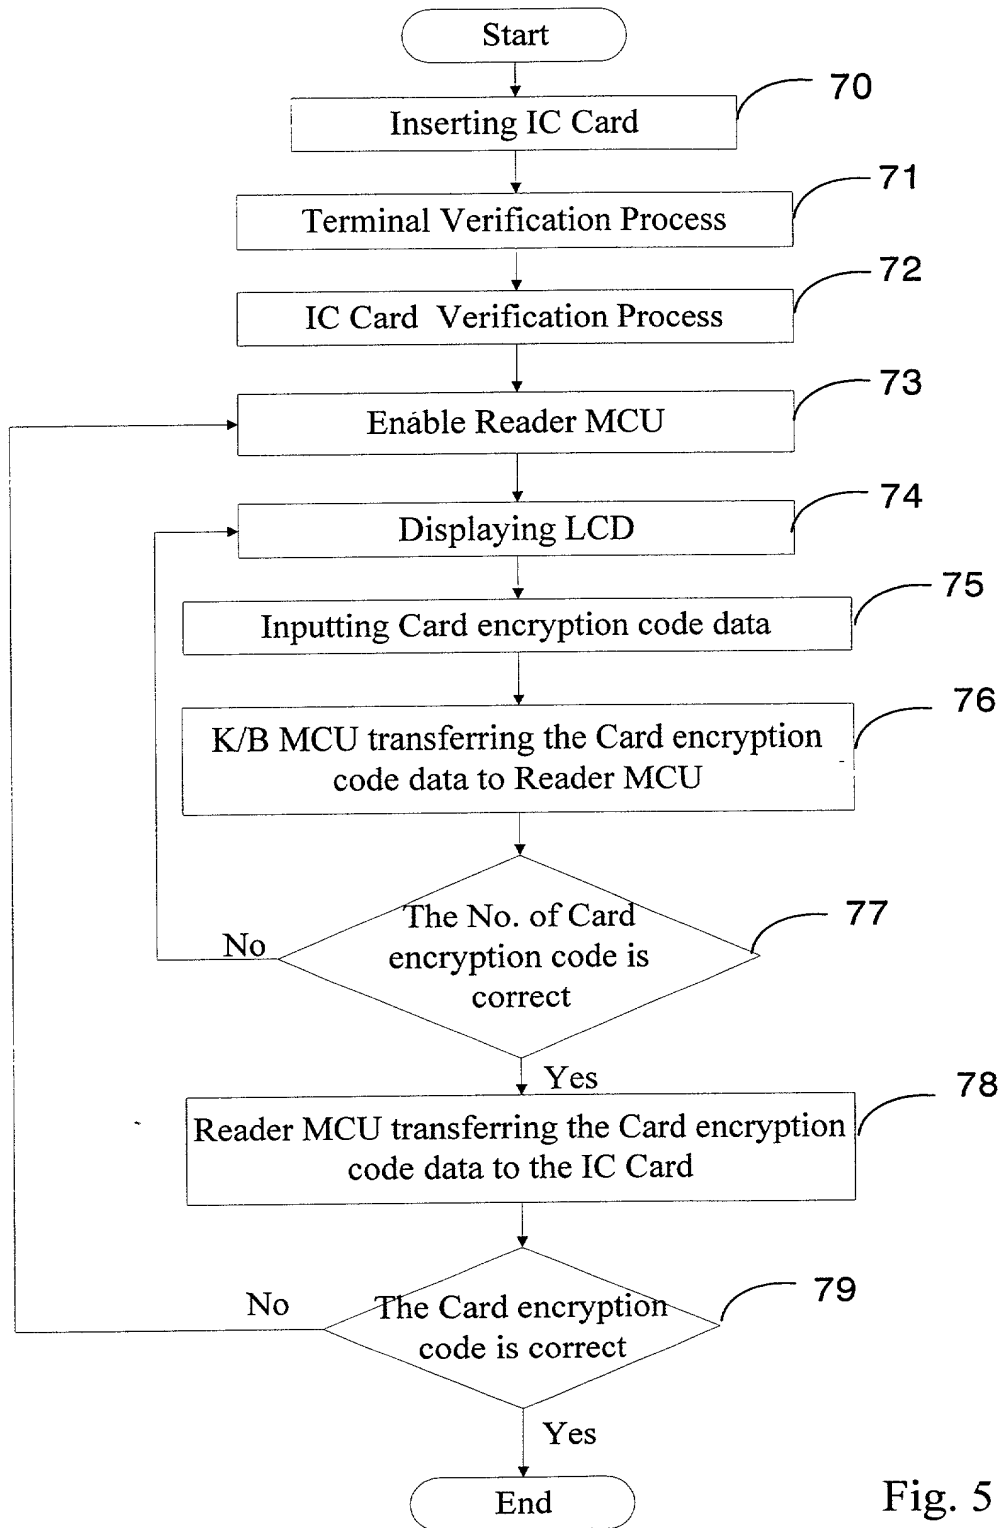 Start
70
Inserting IC Card
71
Terminal Verification Process
72
IC Card Verification Process
73
Enable Reader MCU
74
Displaying LCD
75
Inputting Card encryption code data
76
K/B MCU transferring the Card encryption
code data to Reader MCU
77
The No. of Card
encryption code is
correct
No
Yes
78
Reader MCU transferring the Card encryption
code data to the IC Card
79
No
The Card encryption
code is correct
Yes
End
Fig. 5